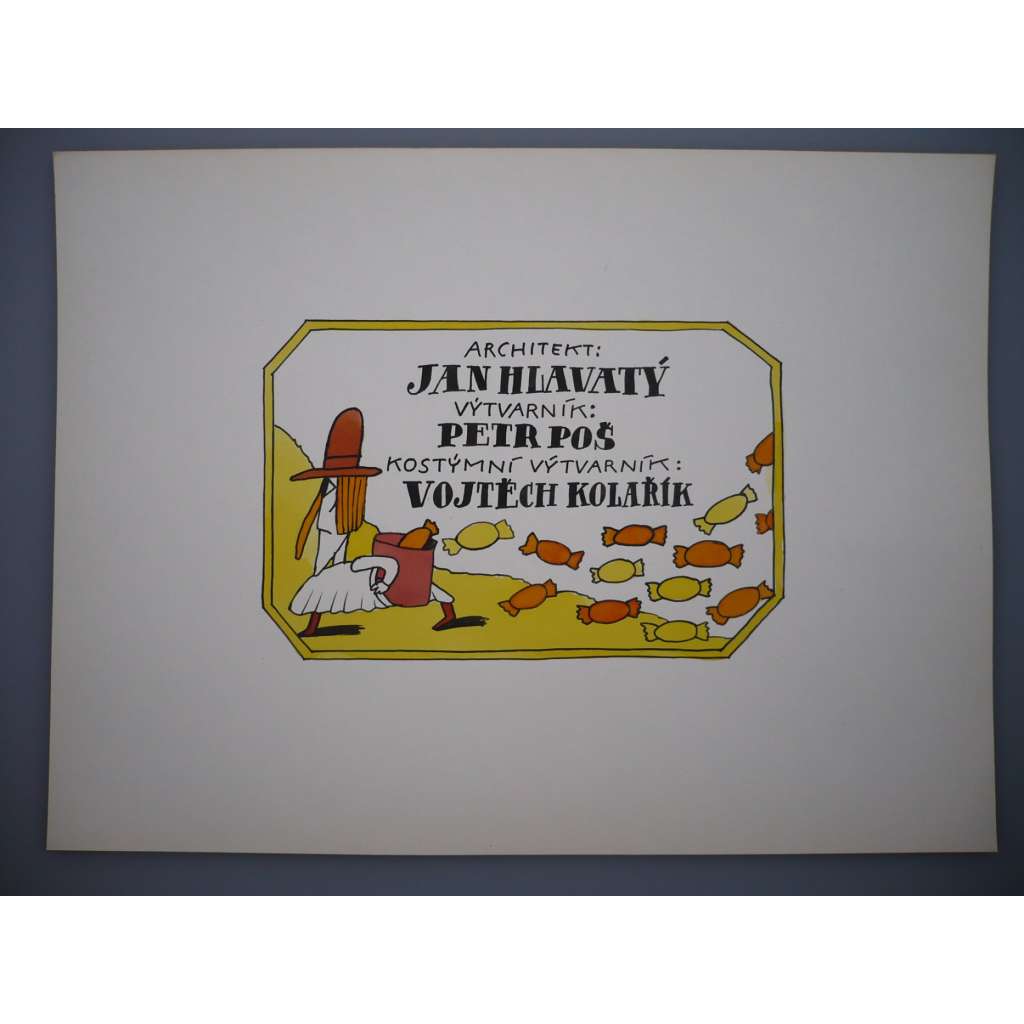 ARCHITEKT:
JAN HLAVATÝ
VÝTVARNÍK:
PETR POŠ
KOSTÝMNÍ VÝTVARNÍK:
VOJTĚCH KOLAŘÍK